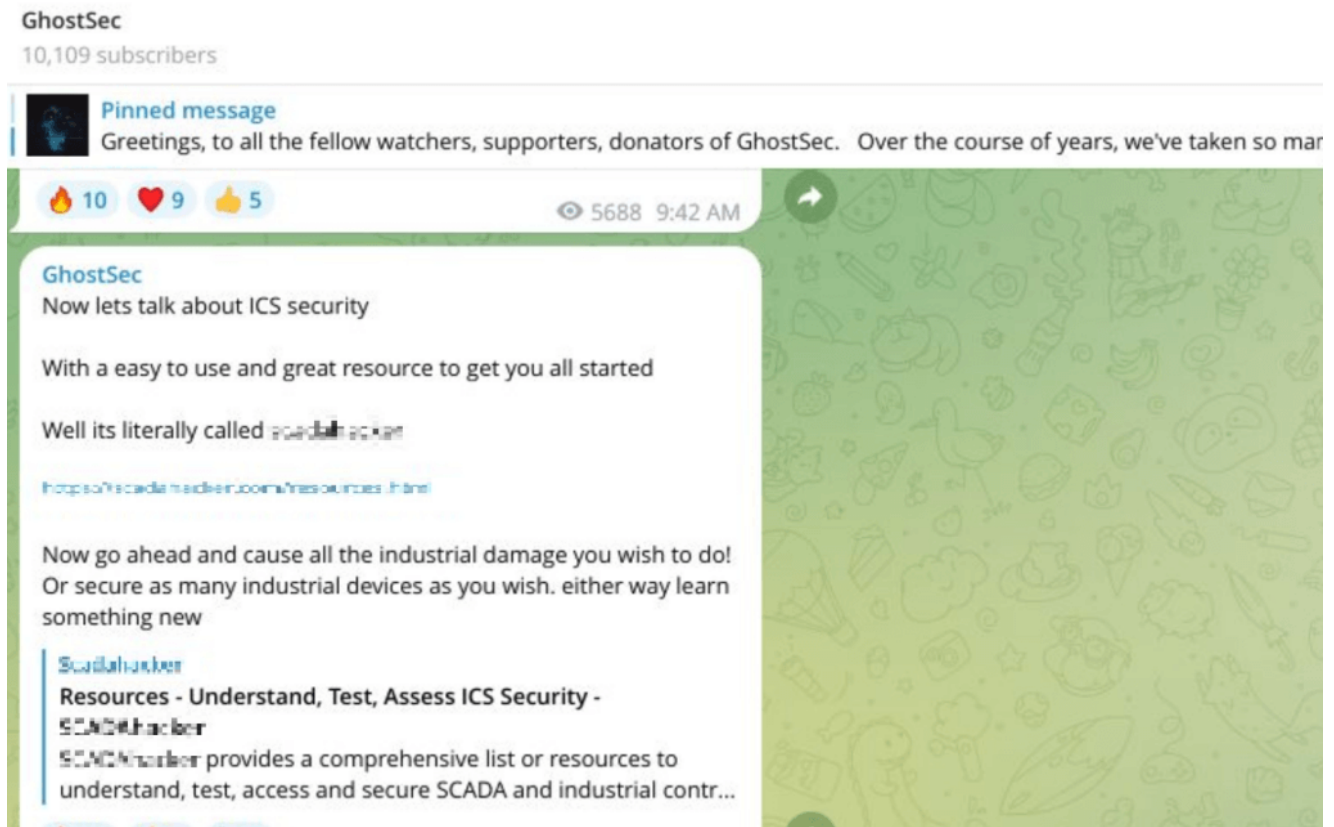 GhostSec
10,109 subscribers
Pinned message
Greetings, to all the fellow watchers, supporters, donators of GhostSec. Over the course of years, we've taken so mar
10 9 5
5688 9:42 AM
GhostSec
Now lets talk about ICS security
With a easy to use and great resource to get you all started
Well its literally called
Now go ahead and cause all the industrial damage you wish to do!
Or secure as many industrial devices as you wish. either way learn
something new
Resources - Understand, Test, Assess ICS Security -
provides a comprehensive list or resources to
understand, test, access and secure SCADA and industrial contr...